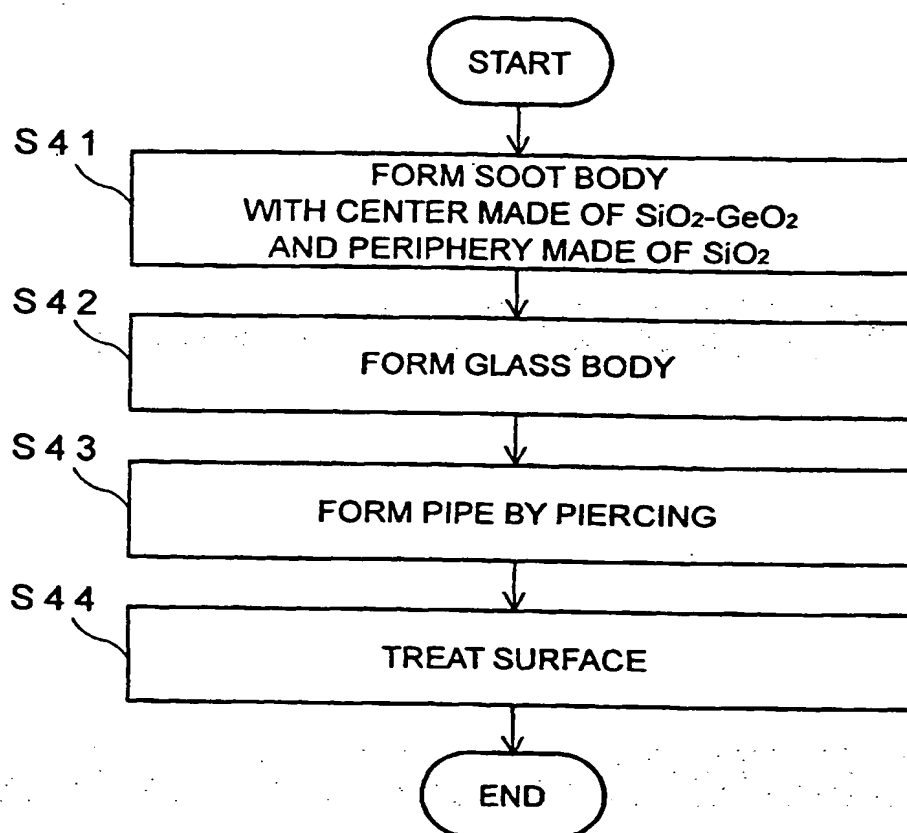 START
S41
FORM SOOT BODY
WITH CENTER MADE OF SiO₂-GeO₂
AND PERIPHERY MADE OF SiO₂
S42
FORM GLASS BODY
S43
FORM PIPE BY PIERCING
S44
TREAT SURFACE
END